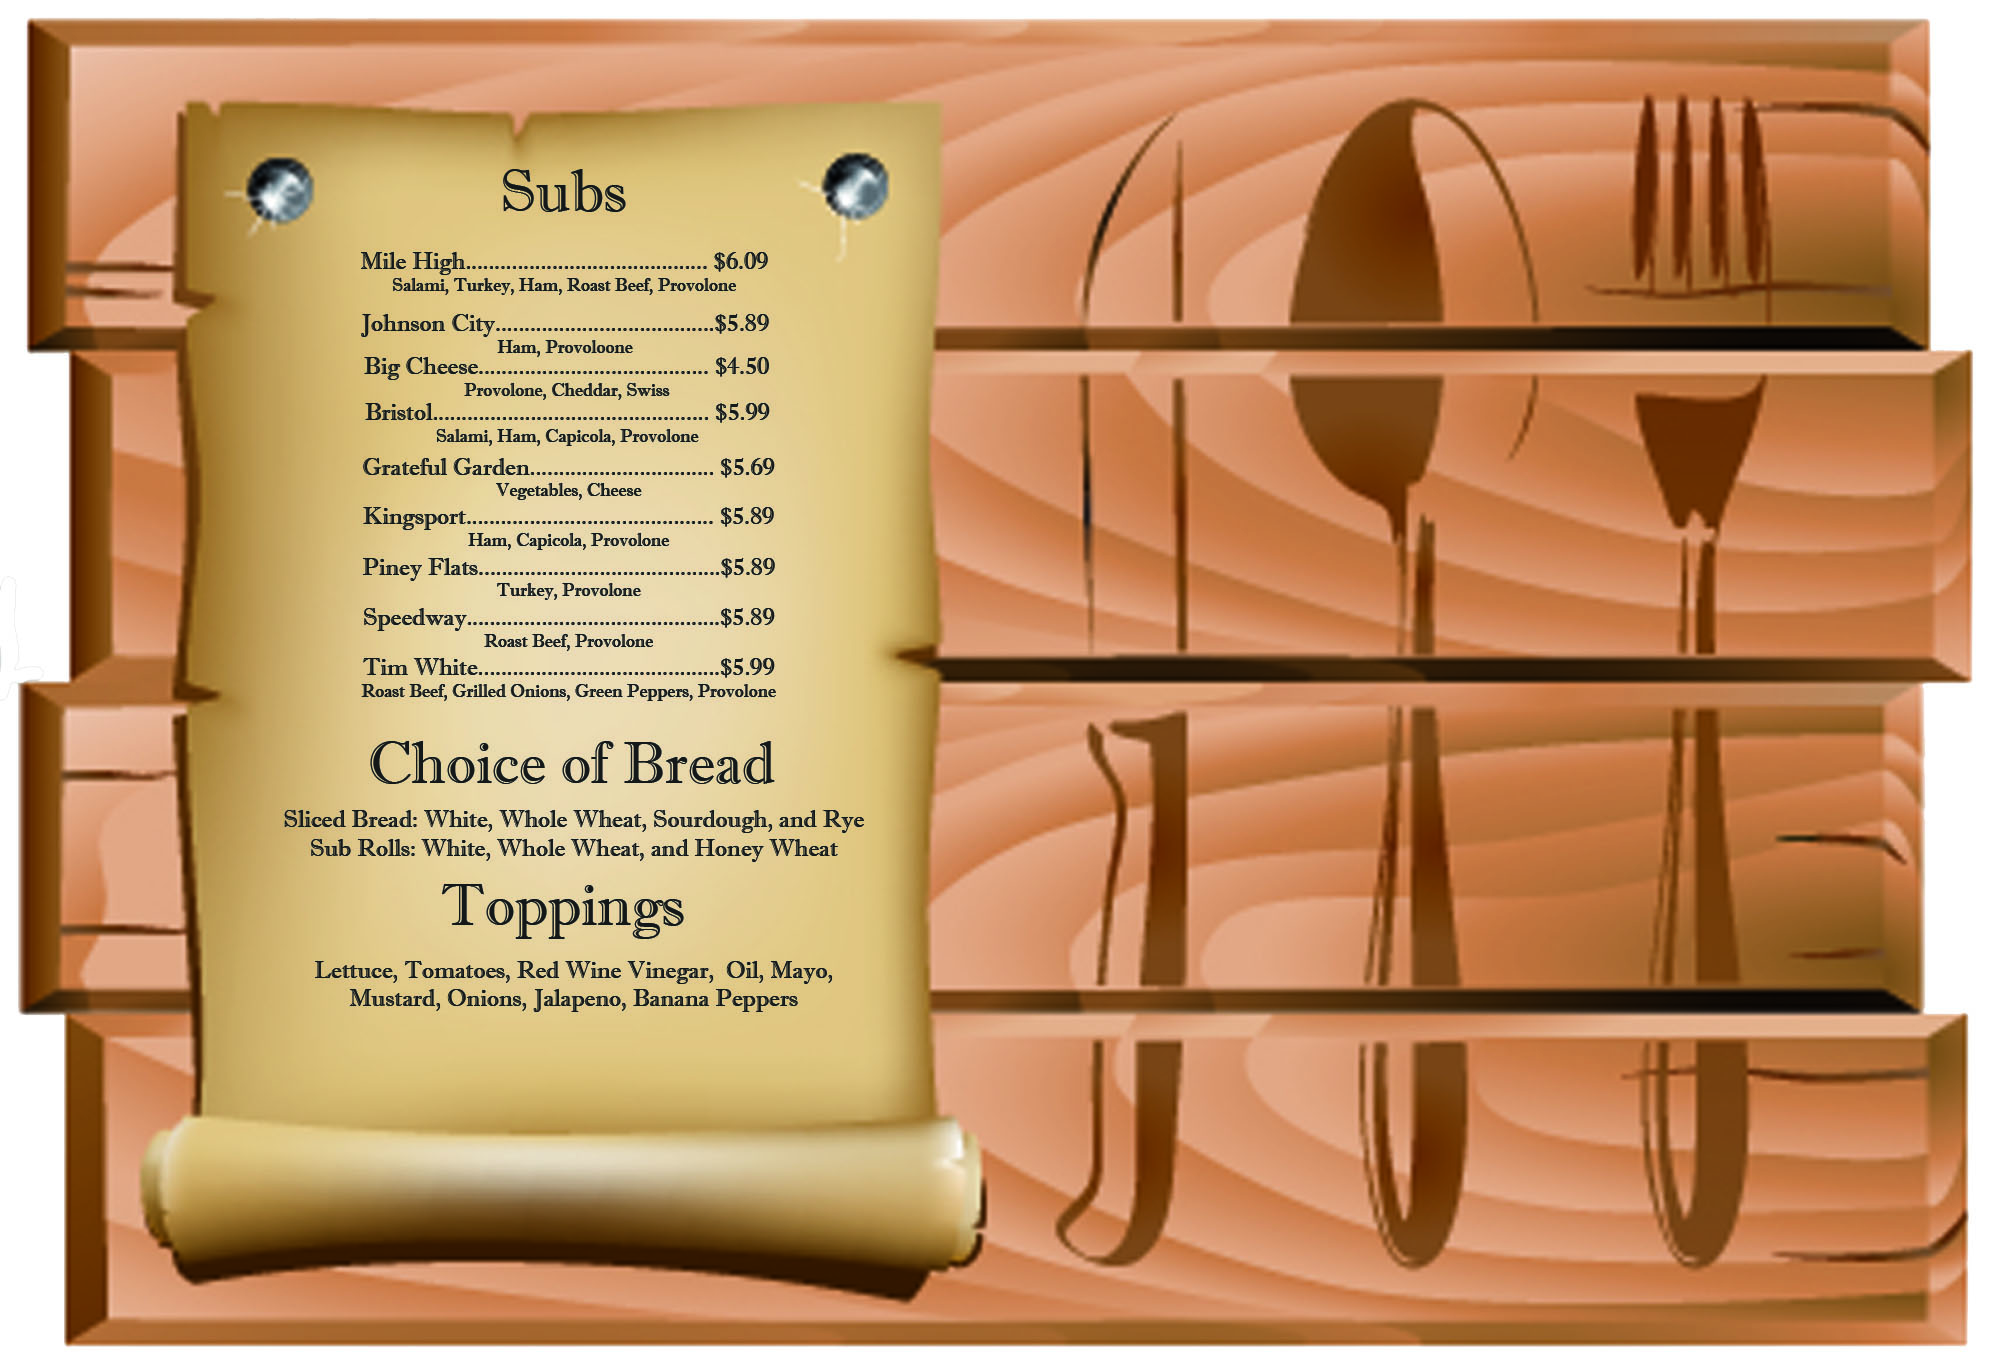 Subs
Mile High.......................................... $6.09
Salami, Turkey, Ham, Roast Beef, Provolone
Johnson City......................................$5.89
Ham, Provoloone
Big Cheese........................................ $4.50
Provolone, Cheddar, Swiss
Bristol................................................ $5.99
Salami, Ham, Capicola, Provolone
Grateful Garden................................ $5.69
Vegetables, Cheese
Kingsport........................................... $5.89
Ham, Capicola, Provolone
Piney Flats..........................................$5.89
Turkey, Provolone
Speedway............................................$5.89
Roast Beef, Provolone
Tim White..........................................$5.99
Roast Beef, Grilled Onions, Green Peppers, Provolone
Choice of Bread
Sliced Bread: White, Whole Wheat, Sourdough, and Rye
Sub Rolls: White, Whole Wheat, and Honey Wheat
Toppings
Lettuce, Tomatoes, Red Wine Vinegar,  Oil, Mayo,
Mustard, Onions, Jalapeno, Banana Peppers